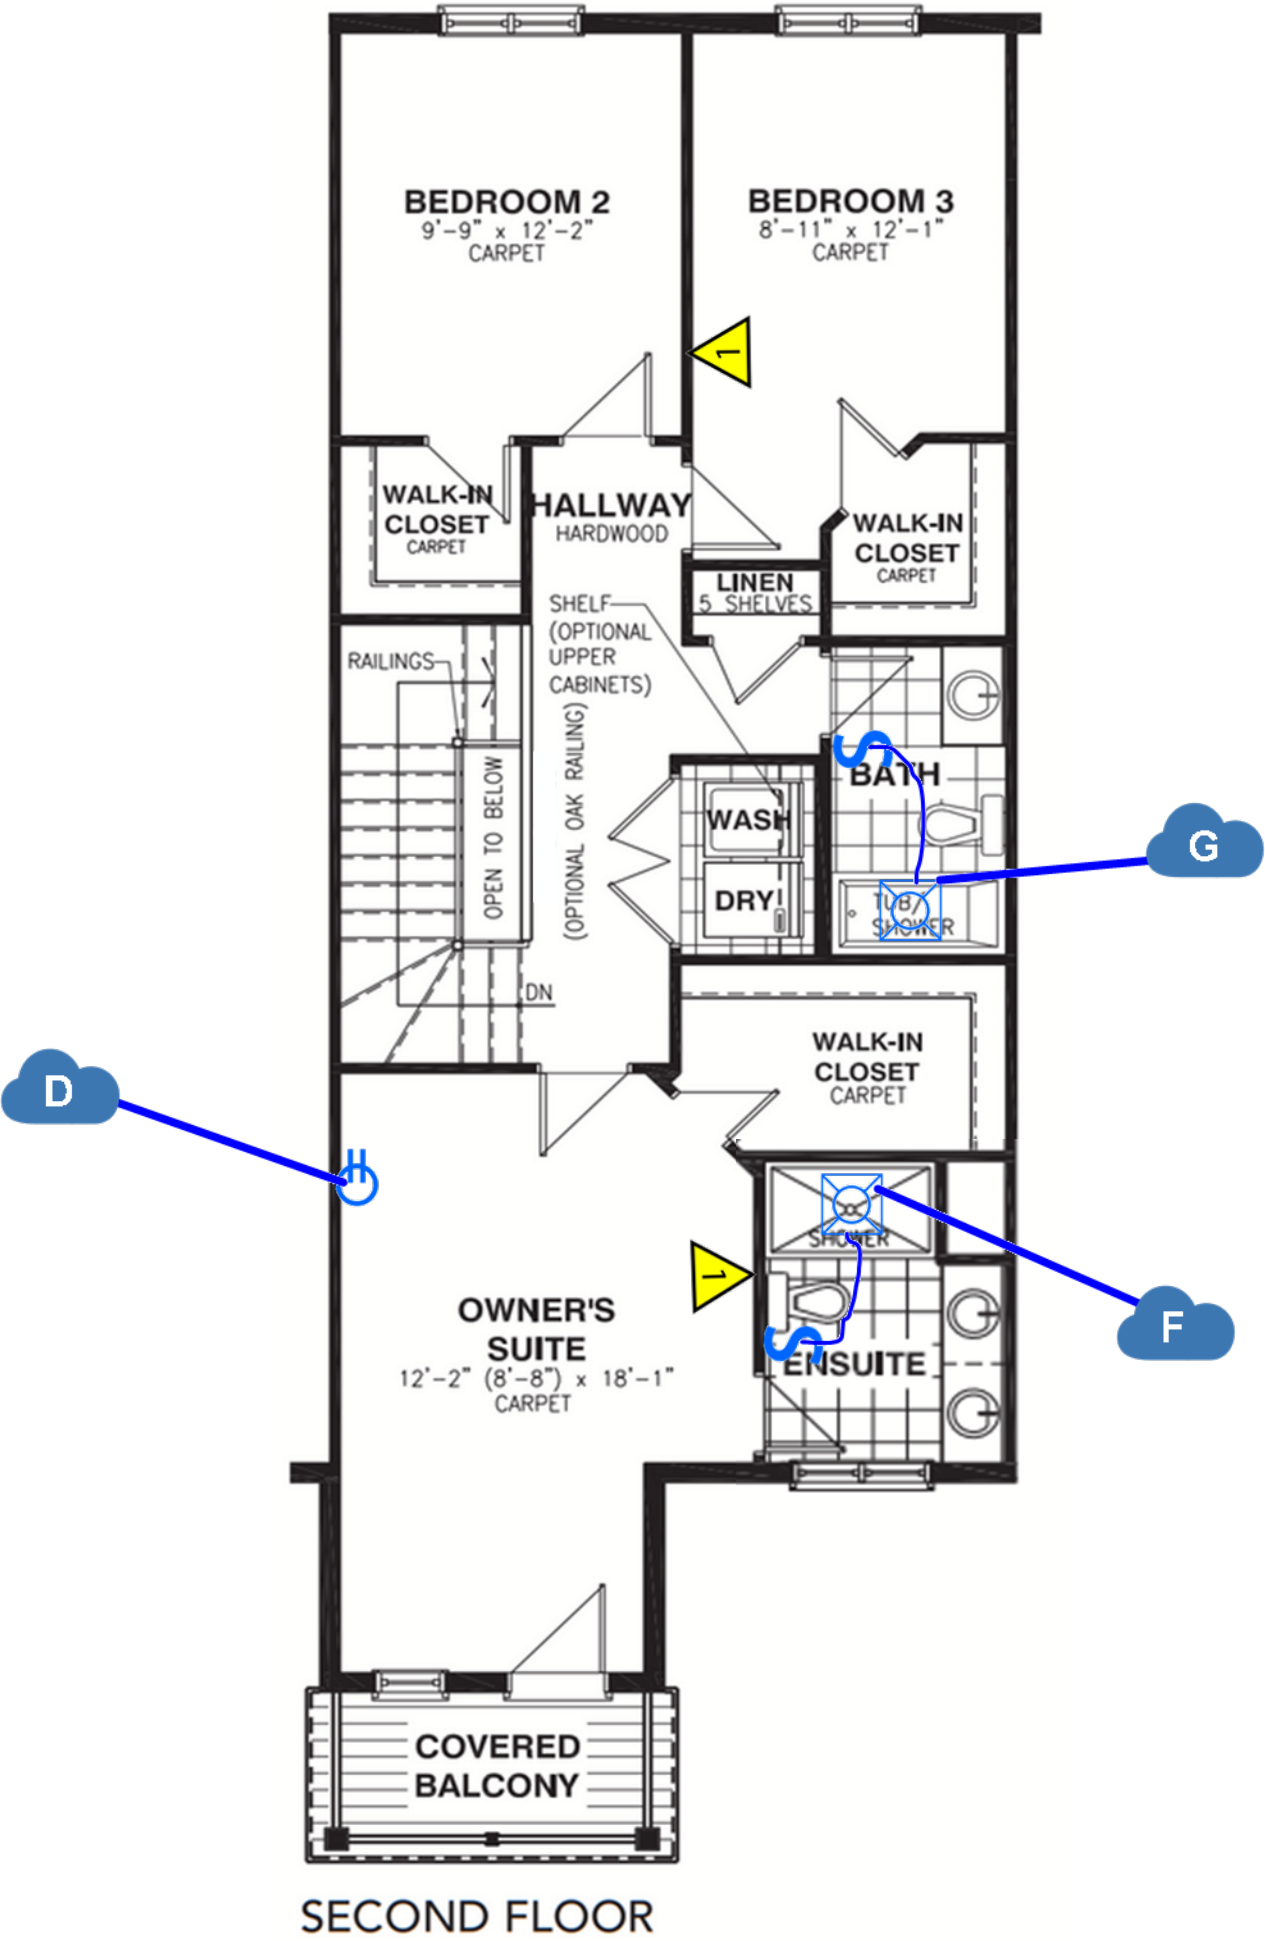 BEDROOM 2
9'-9" x 12'-2"
CARPET
BEDROOM 3
8'-11" x 12'-1"
CARPET
1
WALK-IN
CLOSET
CARPET
HALLWAY
HARDWOOD
WALK-IN
CLOSET
CARPET
LINEN
5 SHELVES
SHELF
(OPTIONAL
UPPER
CABINETS)
RAILINGS
OPEN TO BELOW
(OPTIONAL OAK RAILING)
S
BATH
WASH
DRY
G
TUB/
SHOWER
DN
WALK-IN
CLOSET
CARPET
D
SHOWER
1
F
OWNER'S
SUITE
12'-2" (8'-8") x 18'-1"
CARPET
S
ENSUITE
COVERED
BALCONY
SECOND FLOOR